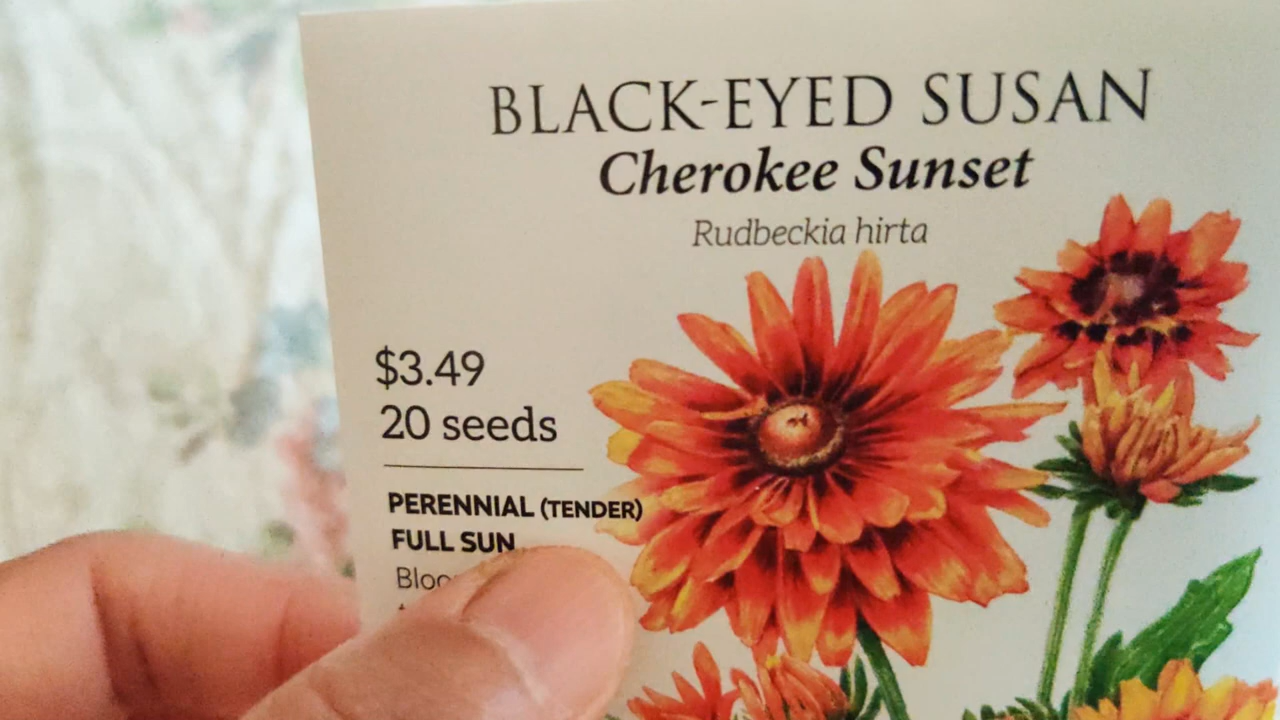 BLACK-EYED SUSAN
Cherokee Sunset
Rudbeckia hirta
$3.49
20 seeds
PERENNIAL (TENDER)
FULL SUN